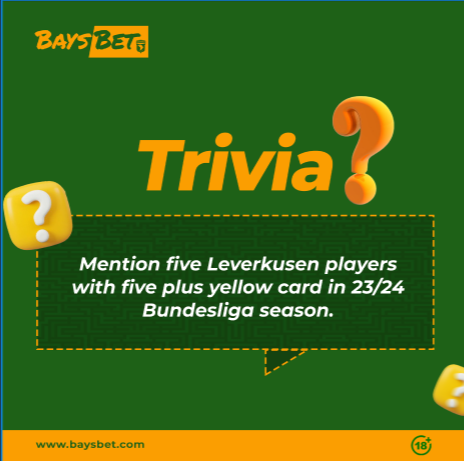 BAYSBET
Trivia?
?
Mention five Leverkusen players
with five plus yellow card in 23/24
Bundesliga season.
?
www.baysbet.com
18+